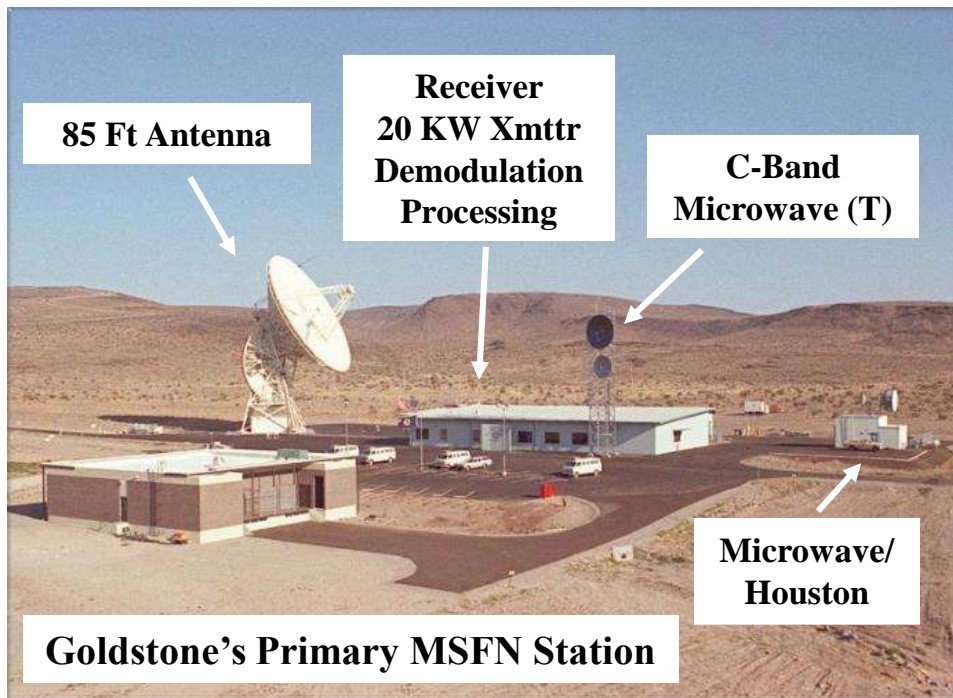 85 Ft Antenna
Receiver
20 KW Xmttr
Demodulation
Processing
C-Band
Microwave (T)
Microwave/
Houston
Goldstone’s Primary MSFN Station